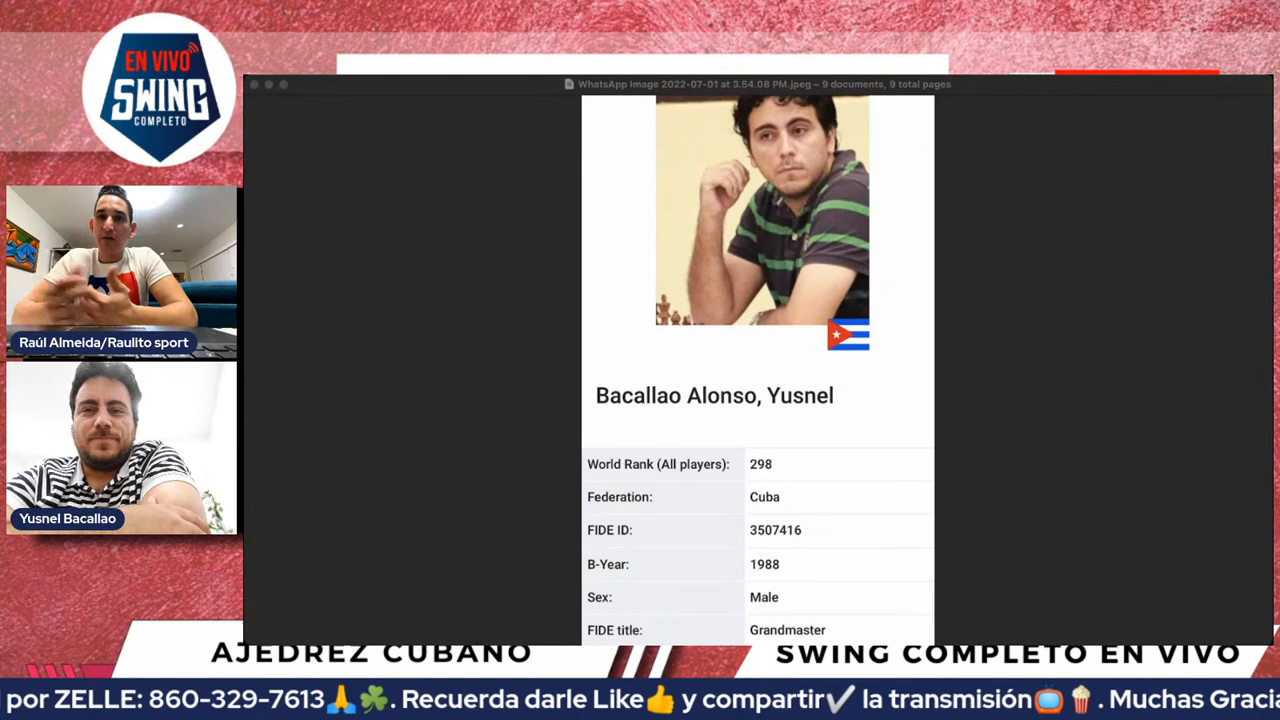 EN VIVO
SWING
COMPLETO
WhatsApp Image 2022-07-01 at 3.54.08 PM.jpeg – 9 documents, 9 total pages
Raúl Almeida/Raulito sport
Yusnel Bacallao
Bacallao Alonso, Yusnel
World Rank (All players): 298
Federation: Cuba
FIDE ID: 3507416
B-Year: 1988
Sex: Male
FIDE title: Grandmaster
AJEDREZ CUBANO
SWING COMPLETO EN VIVO
por ZELLE: 860-329-7613🙏☘️. Recuerda darle Like👍 y compartir✔️ la transmisión📺🍿. Muchas Gracia